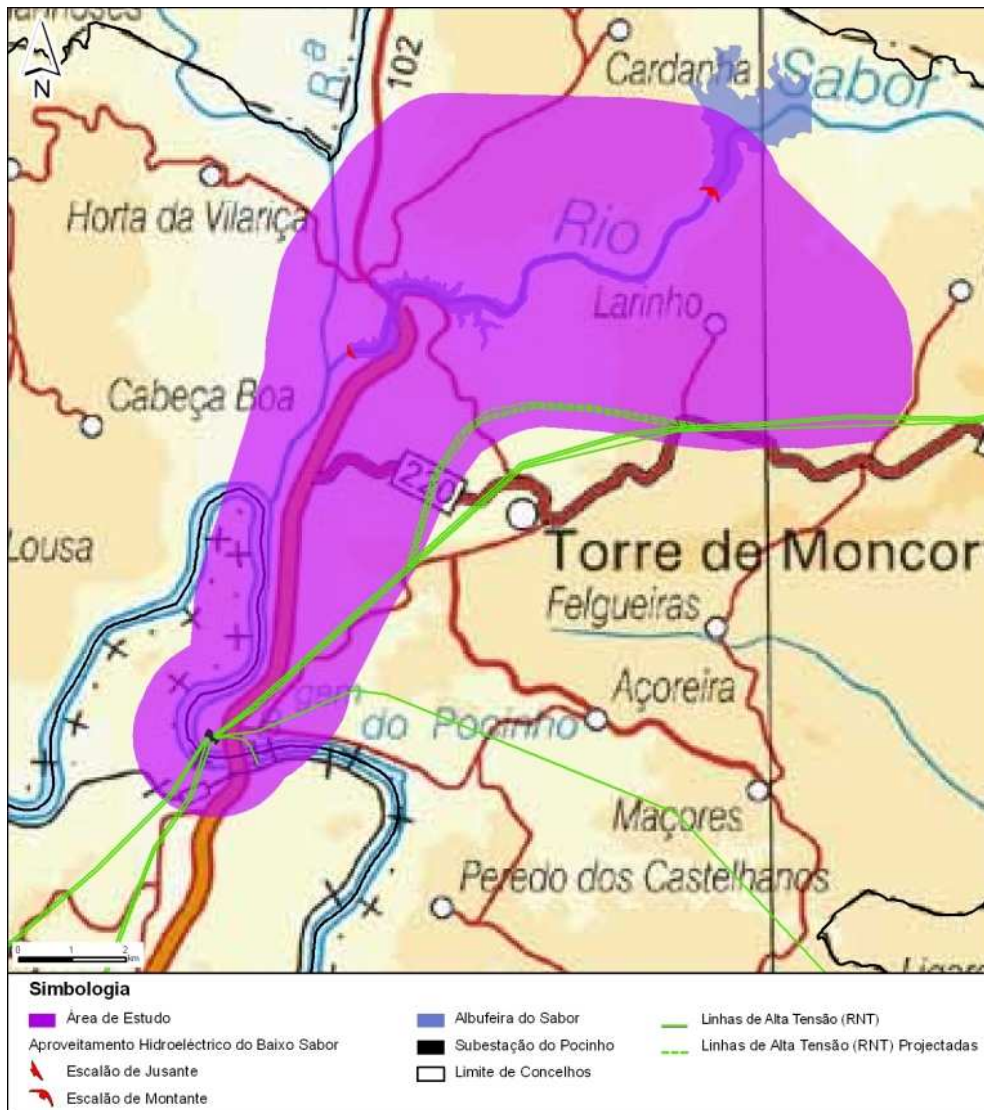 N
Rª
102
Cardanha
Sabor
Horta da Vilariça
Rio
Larinho
Cabeça Boa
220
Lousa
Torre de Moncor
Felgueiras
Açoreira
gem
do Pocinho
Maçores
Peredo dos Castelhanos
0 1 2
km
Simbologia
Área de Estudo
Aproveitamento Hidroeléctrico do Baixo Sabor
Escalão de Jusante
Escalão de Montante
Albufeira do Sabor
Subestação do Pocinho
Limite de Concelhos
Linhas de Alta Tensão (RNT)
Linhas de Alta Tensão (RNT) Projectadas